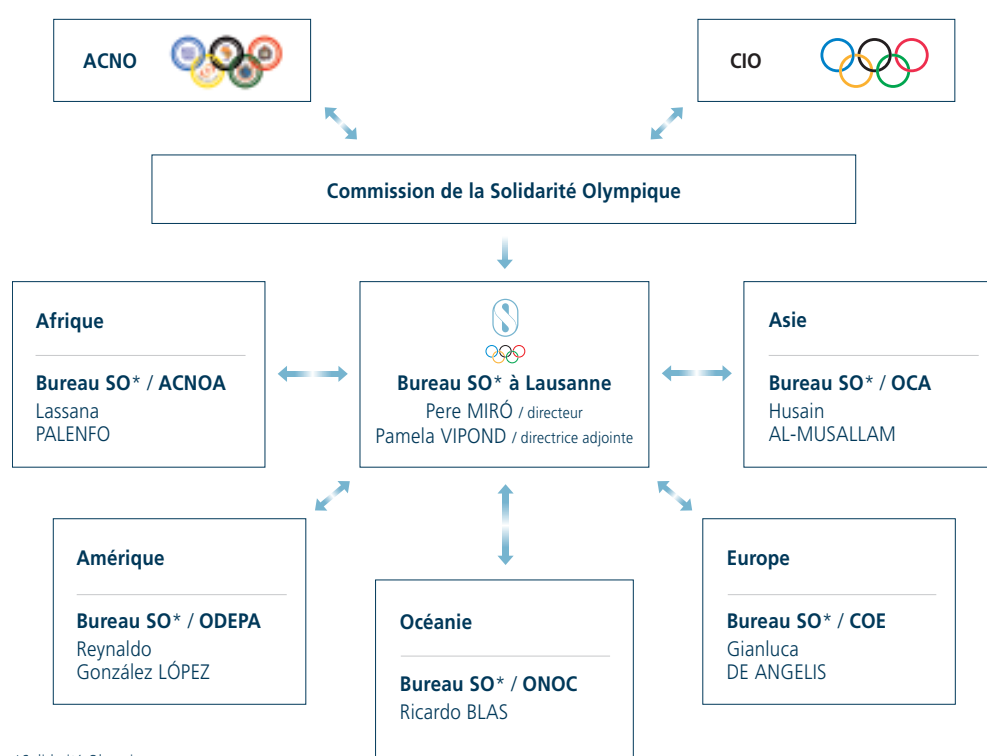 ACNO
CIO
Commission de la Solidarité Olympique
Afrique
Bureau SO* / ACNOA
Lassana
PALENFO
Bureau SO* à Lausanne
Pere MIRÓ / directeur
Pamela VIPOND / directrice adjointe
Asie
Bureau SO* / OCA
Husain
AL-MUSALLAM
Amérique
Bureau SO* / ODEPA
Reynaldo
González LÓPEZ
Océanie
Bureau SO* / ONOC
Ricardo BLAS
Europe
Bureau SO* / COE
Gianluca
DE ANGELIS